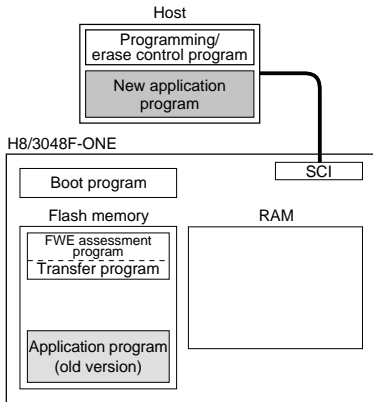 Host
Programming/
erase control program
New application
program
H8/3048F-ONE
SCI
Boot program
Flash memory
RAM
FWE assessment
program
Transfer program
Application program
(old version)